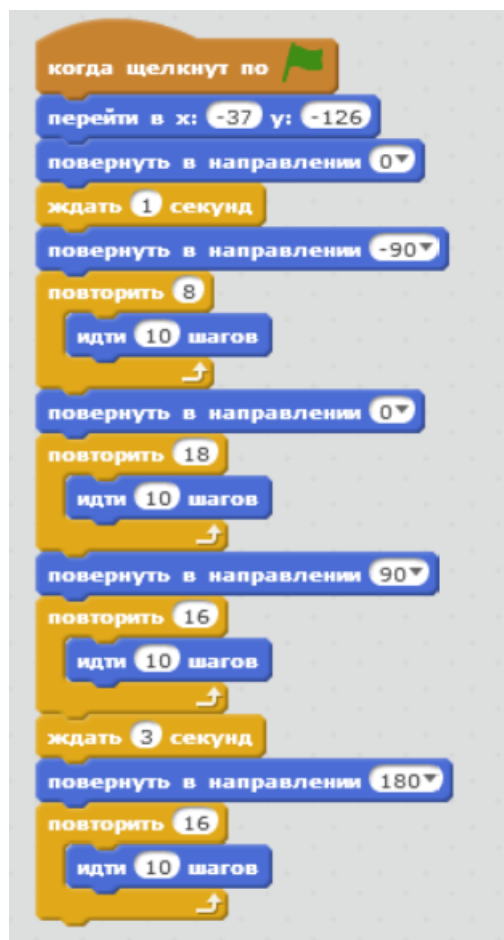 когда щелкнут по
перейти в x: -37 y: -126
повернуть в направлении 0
ждать 1 секунд
повернуть в направлении -90
повторить 8
идти 10 шагов
повернуть в направлении 0
повторить 18
идти 10 шагов
повернуть в направлении 90
повторить 16
идти 10 шагов
ждать 3 секунд
повернуть в направлении 180
повторить 16
идти 10 шагов